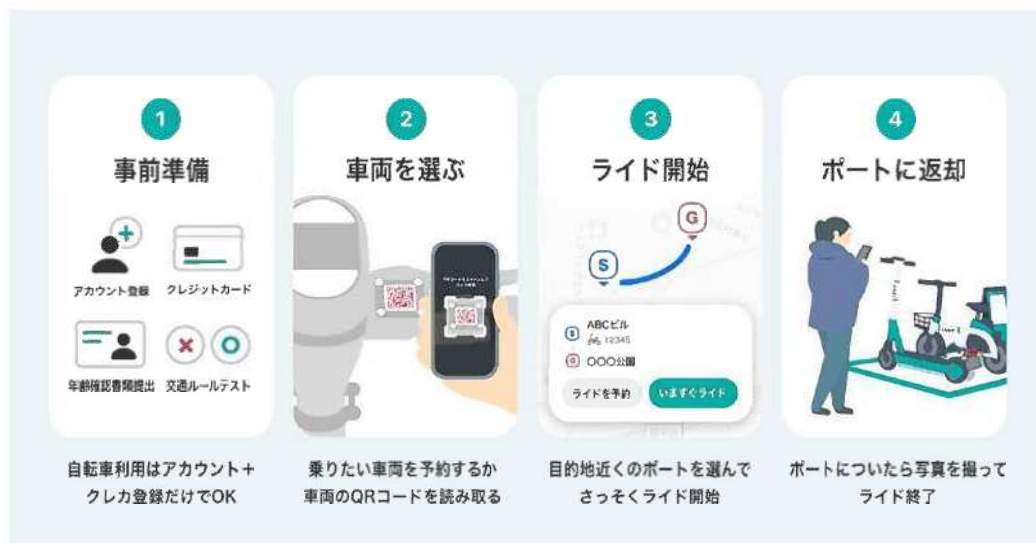 1
事前準備
アカウント登録
クレジットカード
年齢確認書類提出
交通ルールテスト
自転車利用はアカウント＋
クレカ登録だけでOK
2
車両を選ぶ
乗りたい車両を予約するか
車両のQRコードを読み取る
3
ライド開始
G
S
S ABCビル
12345
G 〇〇〇公園
ライドを予約
いますぐライド
目的地近くのポートを選んで
さっそくライド開始
4
ポートに返却
ポートについたら写真を撮って
ライド終了